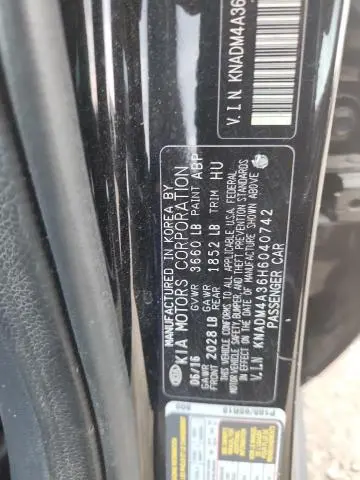 V.I.N KNADM4A36
MANUFACTURED IN KOREA BY
KIA KIA MOTORS CORPORATION
06/16 GVWR 3660 LB PAINT ABP
GAWR FRONT 2028 LB GAWR REAR 1852 LB TRIM HU
THIS VEHICLE CONFORMS TO ALL APPLICABLE U.S.A. FEDERAL
MOTOR VEHICLE SAFETY, BUMPER, AND THEFT PREVENTION STANDARDS
IN EFFECT ON THE DATE OF MANUFACTURE SHOWN ABOVE
V.I.N KNADM4A36H6040742
PASSENGER CAR